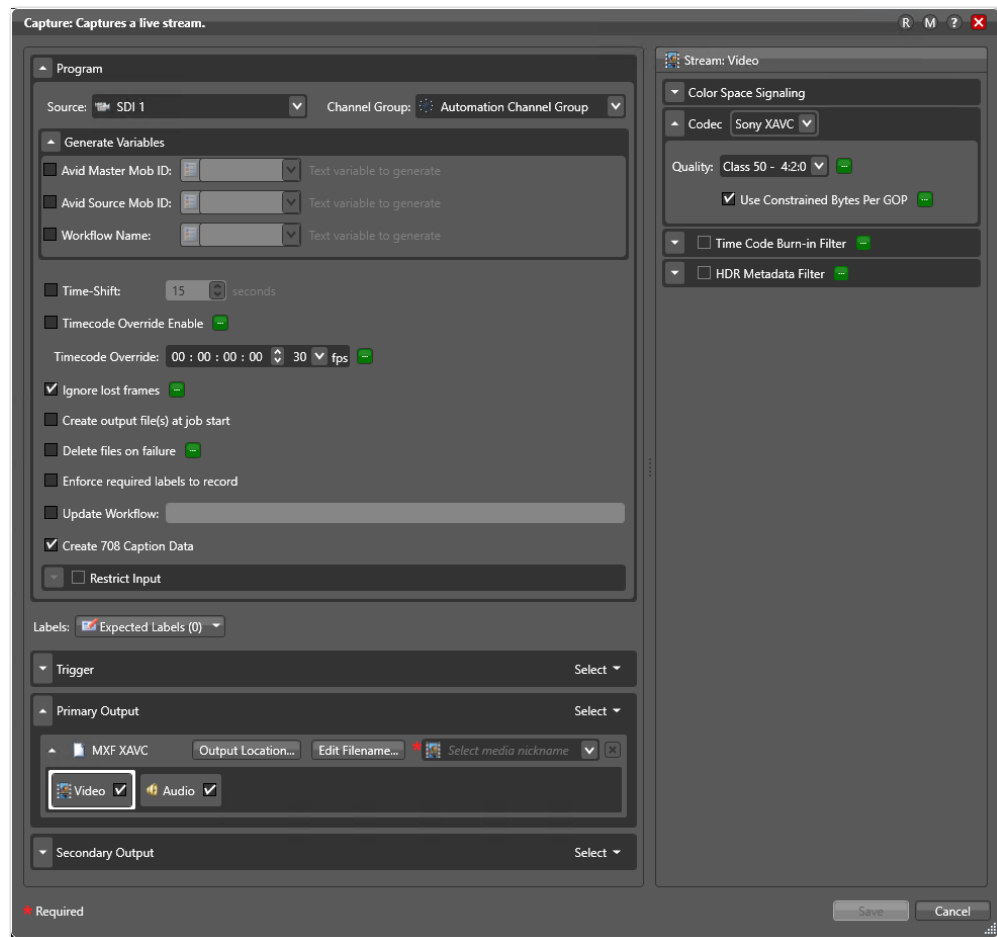 Capture: Captures a live stream.
R M ?
Program
Source: SDI 1 Channel Group: Automation Channel Group
Generate Variables
Avid Master Mob ID: Text variable to generate
Avid Source Mob ID: Text variable to generate
Workflow Name: Text variable to generate
Time-Shift: 15 seconds
Timecode Override Enable
Timecode Override: 00 : 00 : 00 : 00 30 fps
Ignore lost frames
Create output file(s) at job start
Delete files on failure
Enforce required labels to record
Update Workflow:
Create 708 Caption Data
Restrict Input
Labels: Expected Labels (0)
Trigger Select
Primary Output Select
MXF XAVC Output Location... Edit Filename... * Select media nickname
Video Audio
Secondary Output Select
* Required
Stream: Video
Color Space Signaling
Codec Sony XAVC
Quality: Class 50 - 4:2:0
Use Constrained Bytes Per GOP
Time Code Burn-in Filter
HDR Metadata Filter
Save Cancel